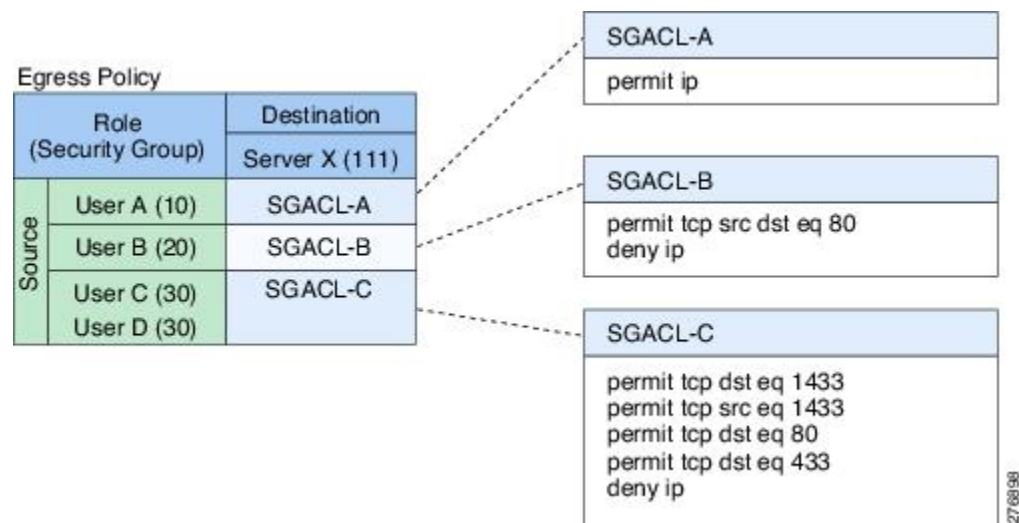 Egress Policy
Role
(Security Group)
Destination
Server X (111)
Source
User A (10)
SGACL-A
User B (20)
SGACL-B
User C (30)
User D (30)
SGACL-C
SGACL-A
permit ip
SGACL-B
permit tcp src dst eq 80
deny ip
SGACL-C
permit tcp dst eq 1433
permit tcp src eq 1433
permit tcp dst eq 80
permit tcp dst eq 433
deny ip
276898